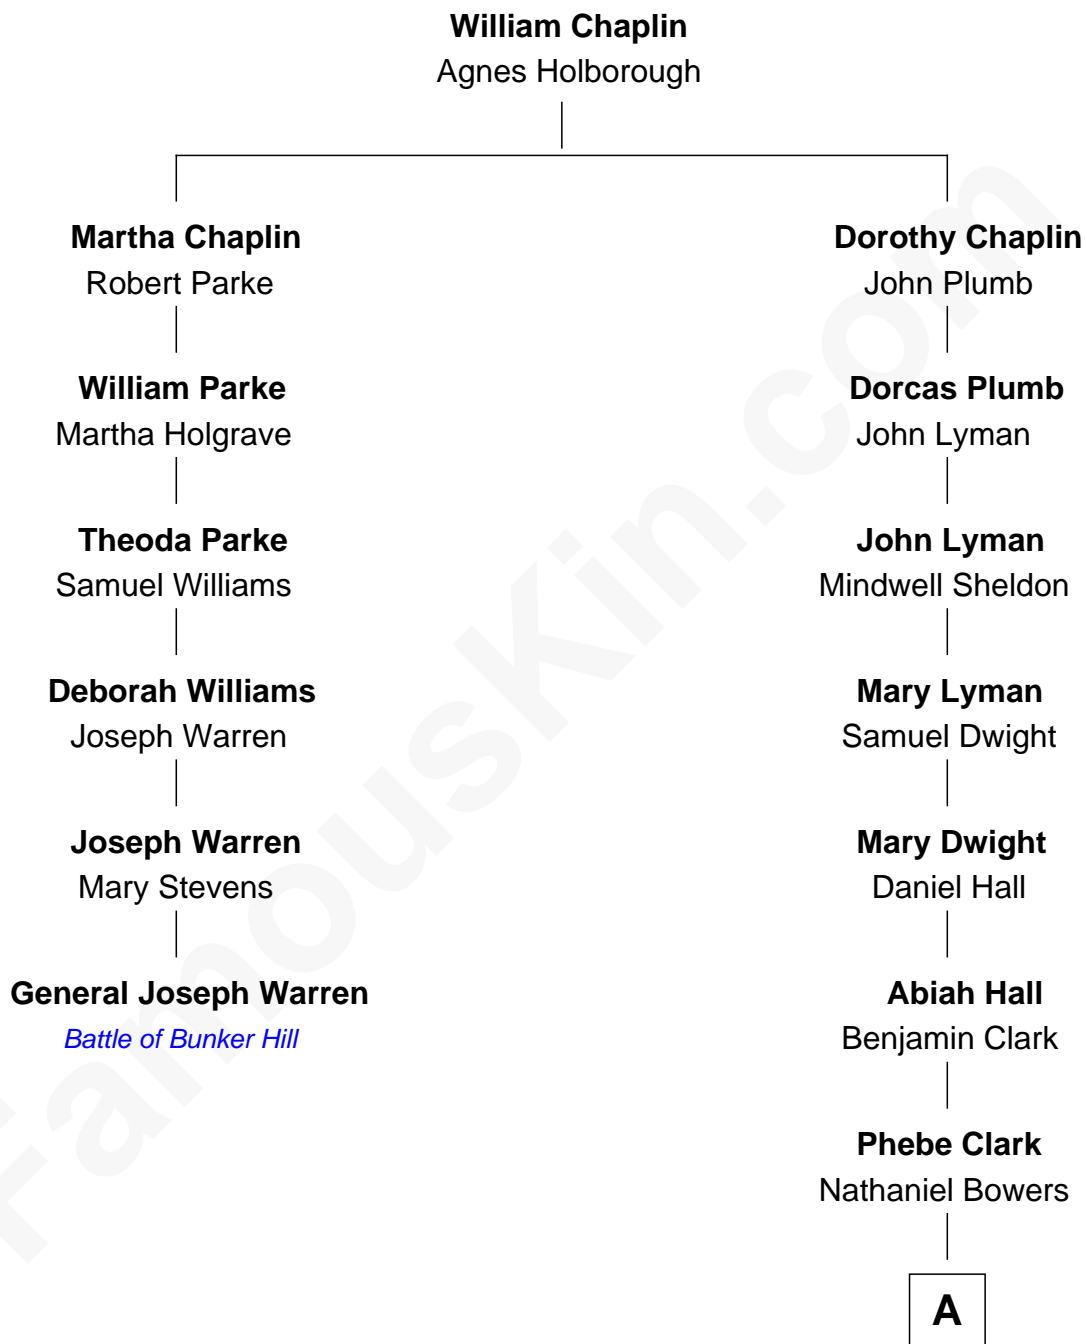 William Chaplin
Agnes Holborough
Martha Chaplin
Robert Parke
William Parke
Martha Holgrave
Theoda Parke
Samuel Williams
Deborah Williams
Joseph Warren
Joseph Warren
Mary Stevens
General Joseph Warren
Battle of Bunker Hill
Dorothy Chaplin
John Plumb
Dorcas Plumb
John Lyman
John Lyman
Mindwell Sheldon
Mary Lyman
Samuel Dwight
Mary Dwight
Daniel Hall
Abiah Hall
Benjamin Clark
Phebe Clark
Nathaniel Bowers
A
FamousKin.com